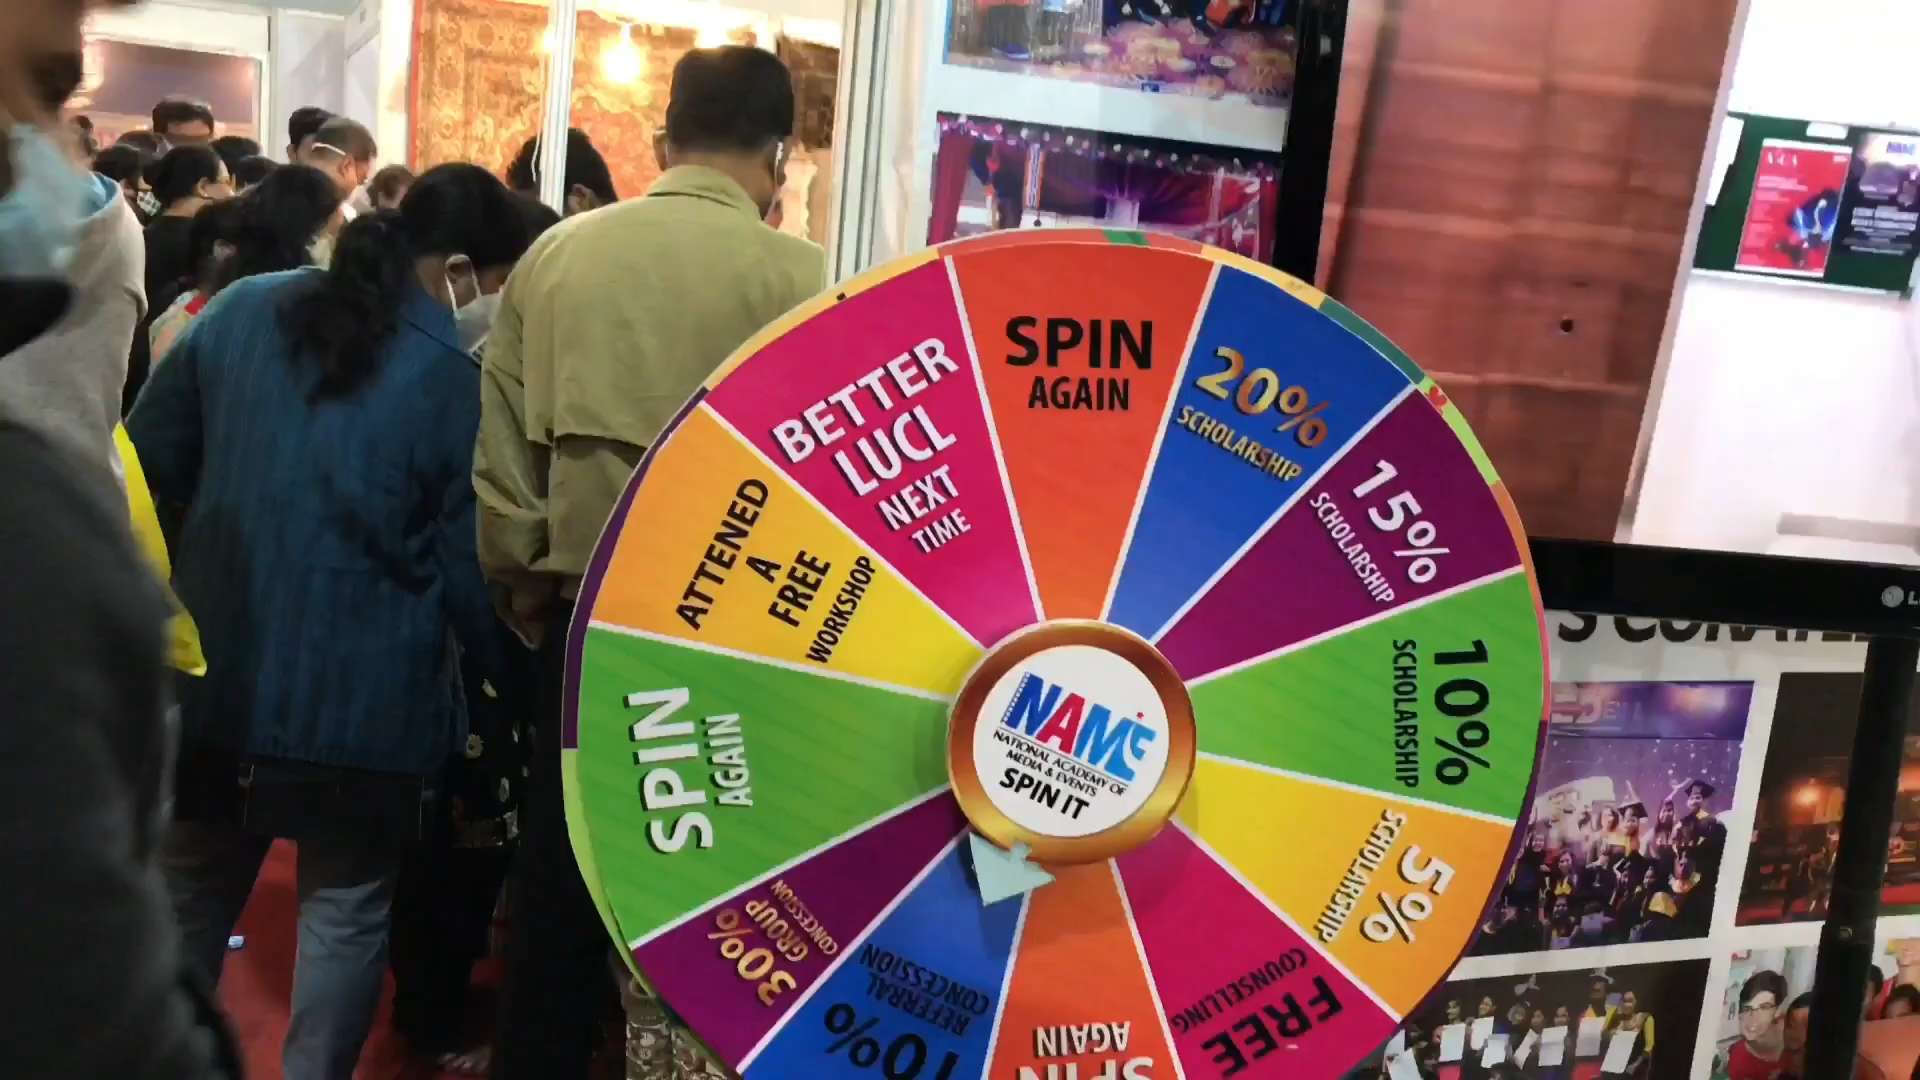 SPIN
AGAIN
20%
SCHOLARSHIP
15%
SCHOLARSHIP
10%
SCHOLARSHIP
5%
SCHOLARSHIP
FREE
COUNSELLING
SPIN
AGAIN
10%
REFERRAL
CONCESSION
30%
GROUP
CONCESSION
SPIN
AGAIN
ATTENED
A
FREE
WORKSHOP
BETTER
LUCL
NEXT
TIME
NAME
NATIONAL ACADEMY OF
MEDIA & EVENTS
SPIN IT